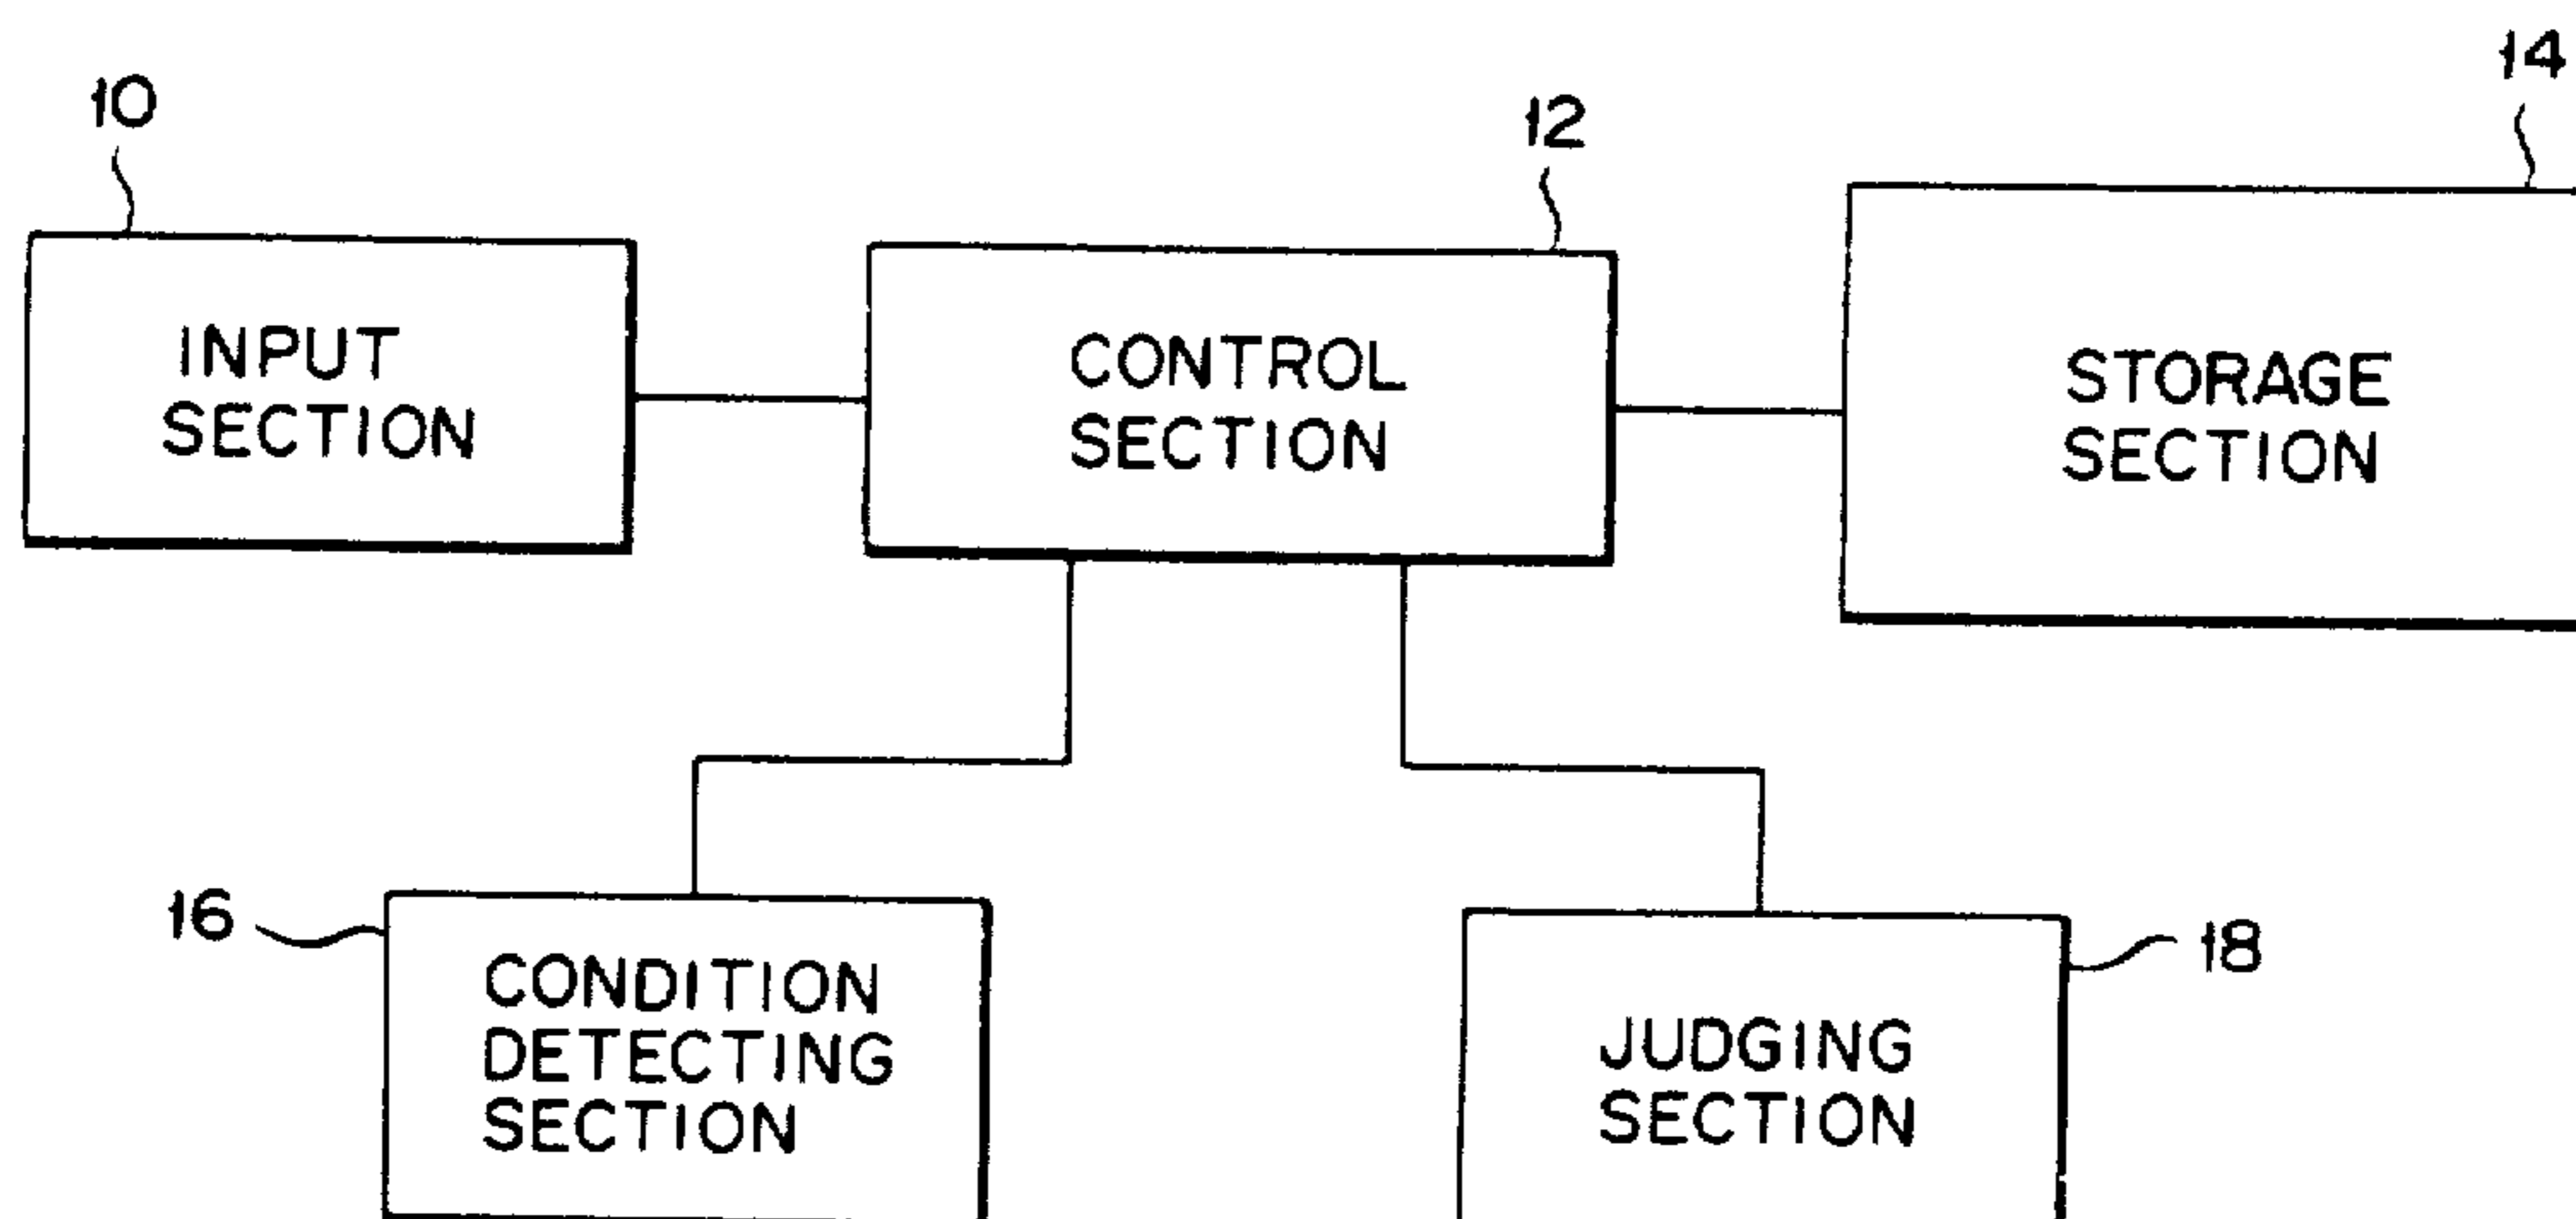 10
12
14
INPUT
SECTION
CONTROL
SECTION
STORAGE
SECTION
16
CONDITION
DETECTING
SECTION
JUDGING
SECTION
18